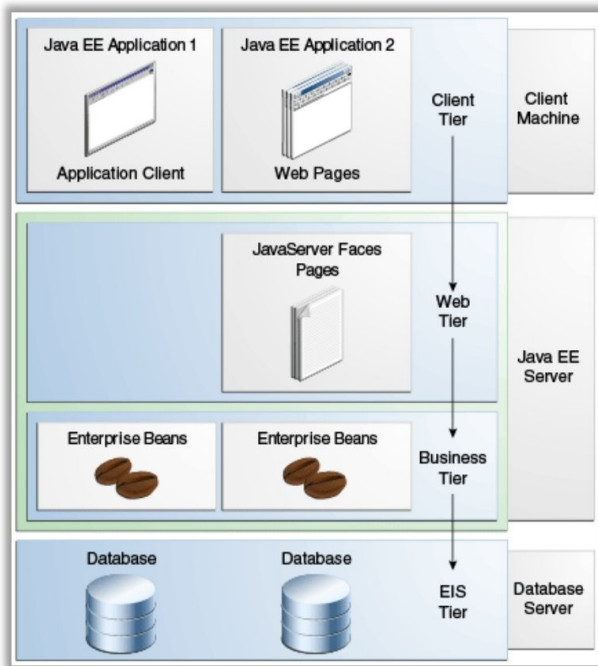 Java EE Application 1
Java EE Application 2
Application Client
Web Pages
Client
Tier
Client
Machine
JavaServer Faces
Pages
Web
Tier
Java EE
Server
Enterprise Beans
Enterprise Beans
Business
Tier
Database
Database
EIS
Tier
Database
Server